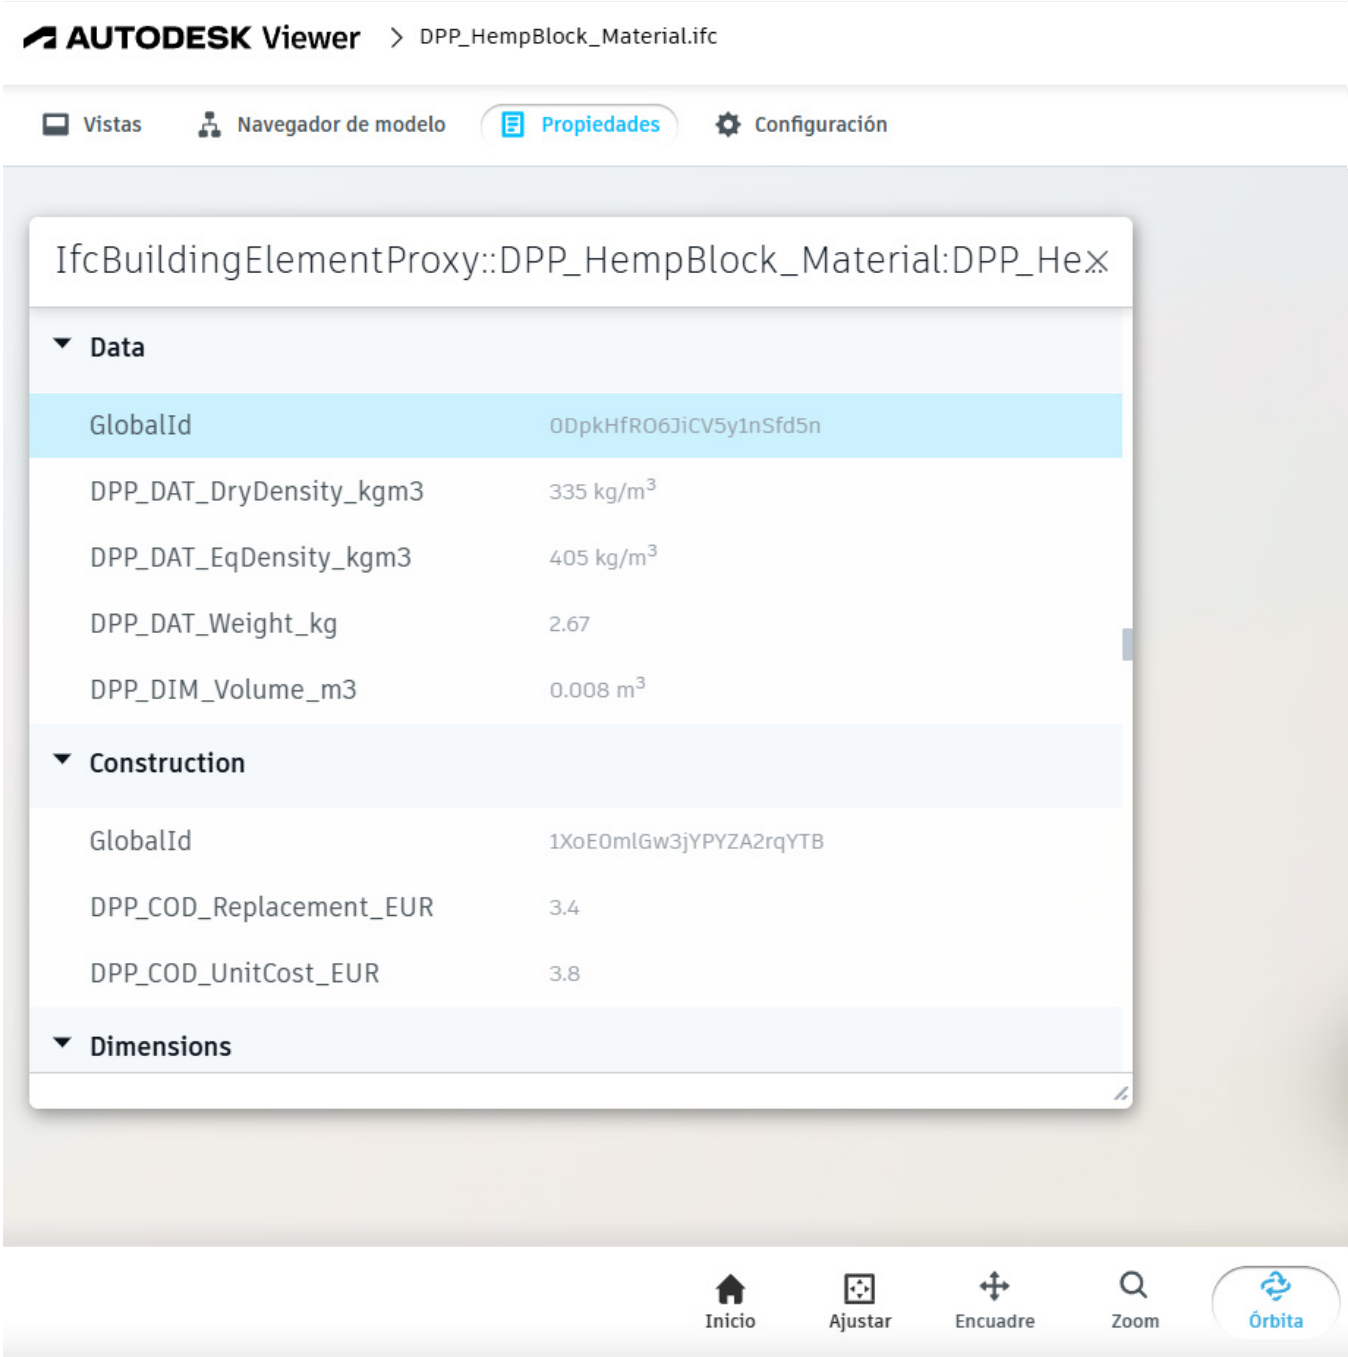 AUTODESK Viewer > DPP_HempBlock_Material.ifc
Vistas Navegador de modelo Propiedades Configuración
IfcBuildingElementProxy::DPP_HempBlock_Material:DPP_He...
Data
GlobalId 0DpkHfRO6JiCV5y1nSfd5n
DPP_DAT_DryDensity_kgm3 335 kg/m³
DPP_DAT_EqDensity_kgm3 405 kg/m³
DPP_DAT_Weight_kg 2.67
DPP_DIM_Volume_m3 0.008 m³
Construction
GlobalId 1XoE0mlGw3jYPYZA2rqYTB
DPP_COD_Replacement_EUR 3.4
DPP_COD_UnitCost_EUR 3.8
Dimensions
Inicio Ajustar Encuadre Zoom Órbita